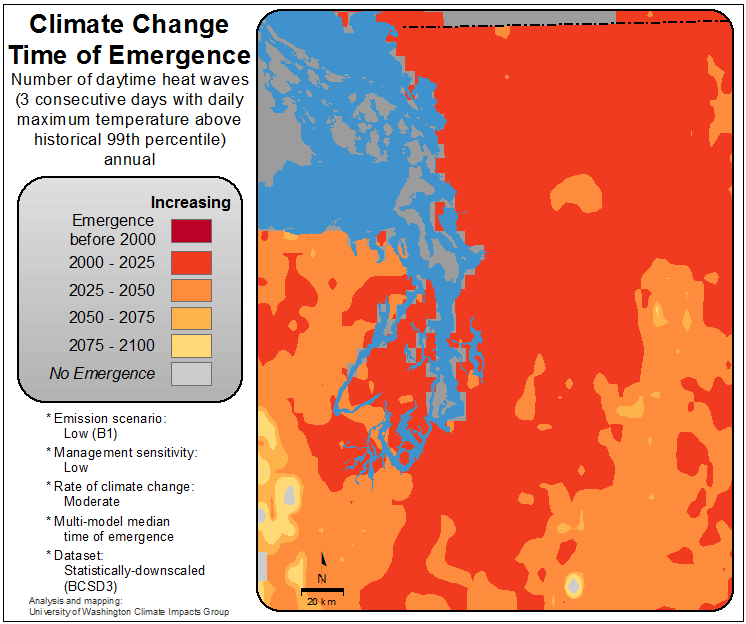 Climate Change
Time of Emergence
Number of daytime heat waves
(3 consecutive days with daily
maximum temperature above
historical 99th percentile)
annual
Increasing
Emergence
before 2000
2000 - 2025
2025 - 2050
2050 - 2075
2075 - 2100
No Emergence
* Emission scenario:
Low (B1)
* Management sensitivity:
Low
* Rate of climate change:
Moderate
* Multi-model median
time of emergence
* Dataset:
Statistically-downscaled
(BCSD3)
Analysis and mapping:
University of Washington Climate Impacts Group
N
20 km